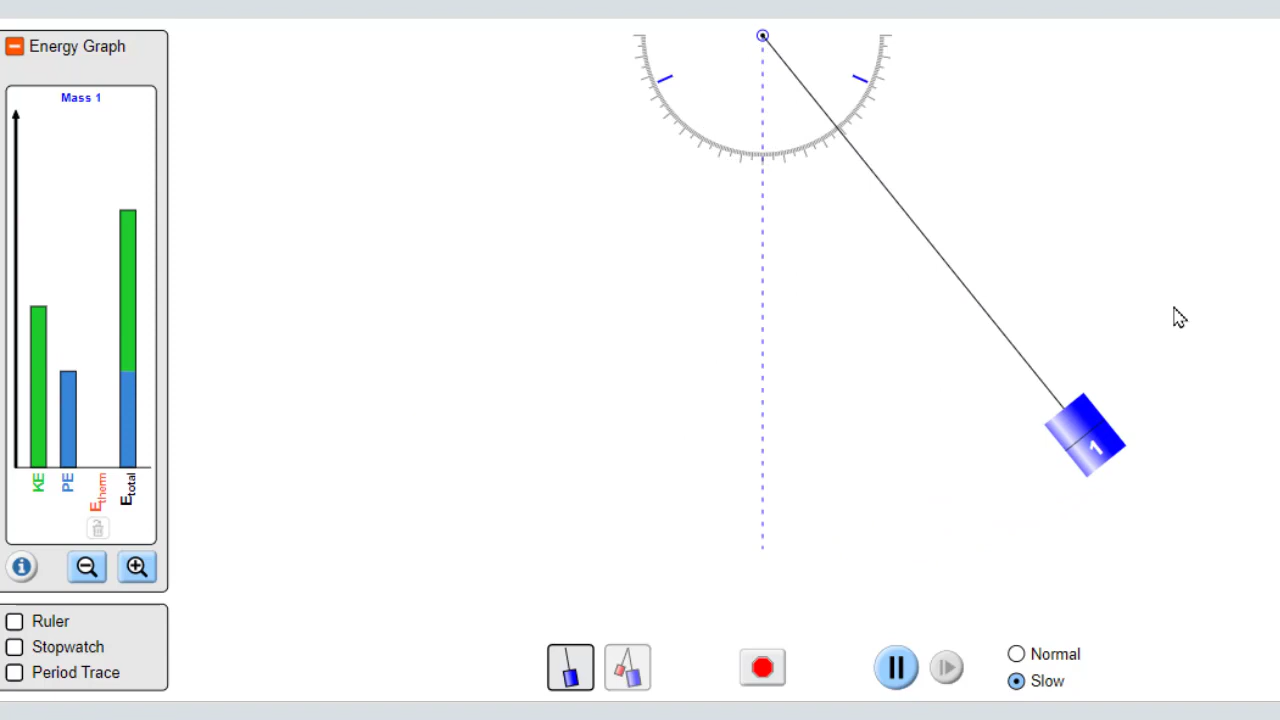 Energy Graph
Mass 1
KE
PE
Etherm
Etotal
1
Ruler
Stopwatch
Period Trace
Normal
Slow